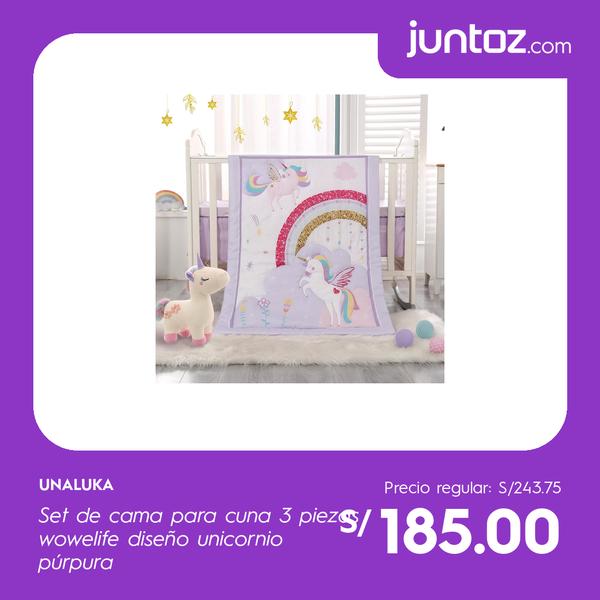 juntoz.com
UNALUKA
Set de cama para cuna 3 piezas
wowelife diseño unicornio
púrpura
Precio regular: S/243.75
S/185.00